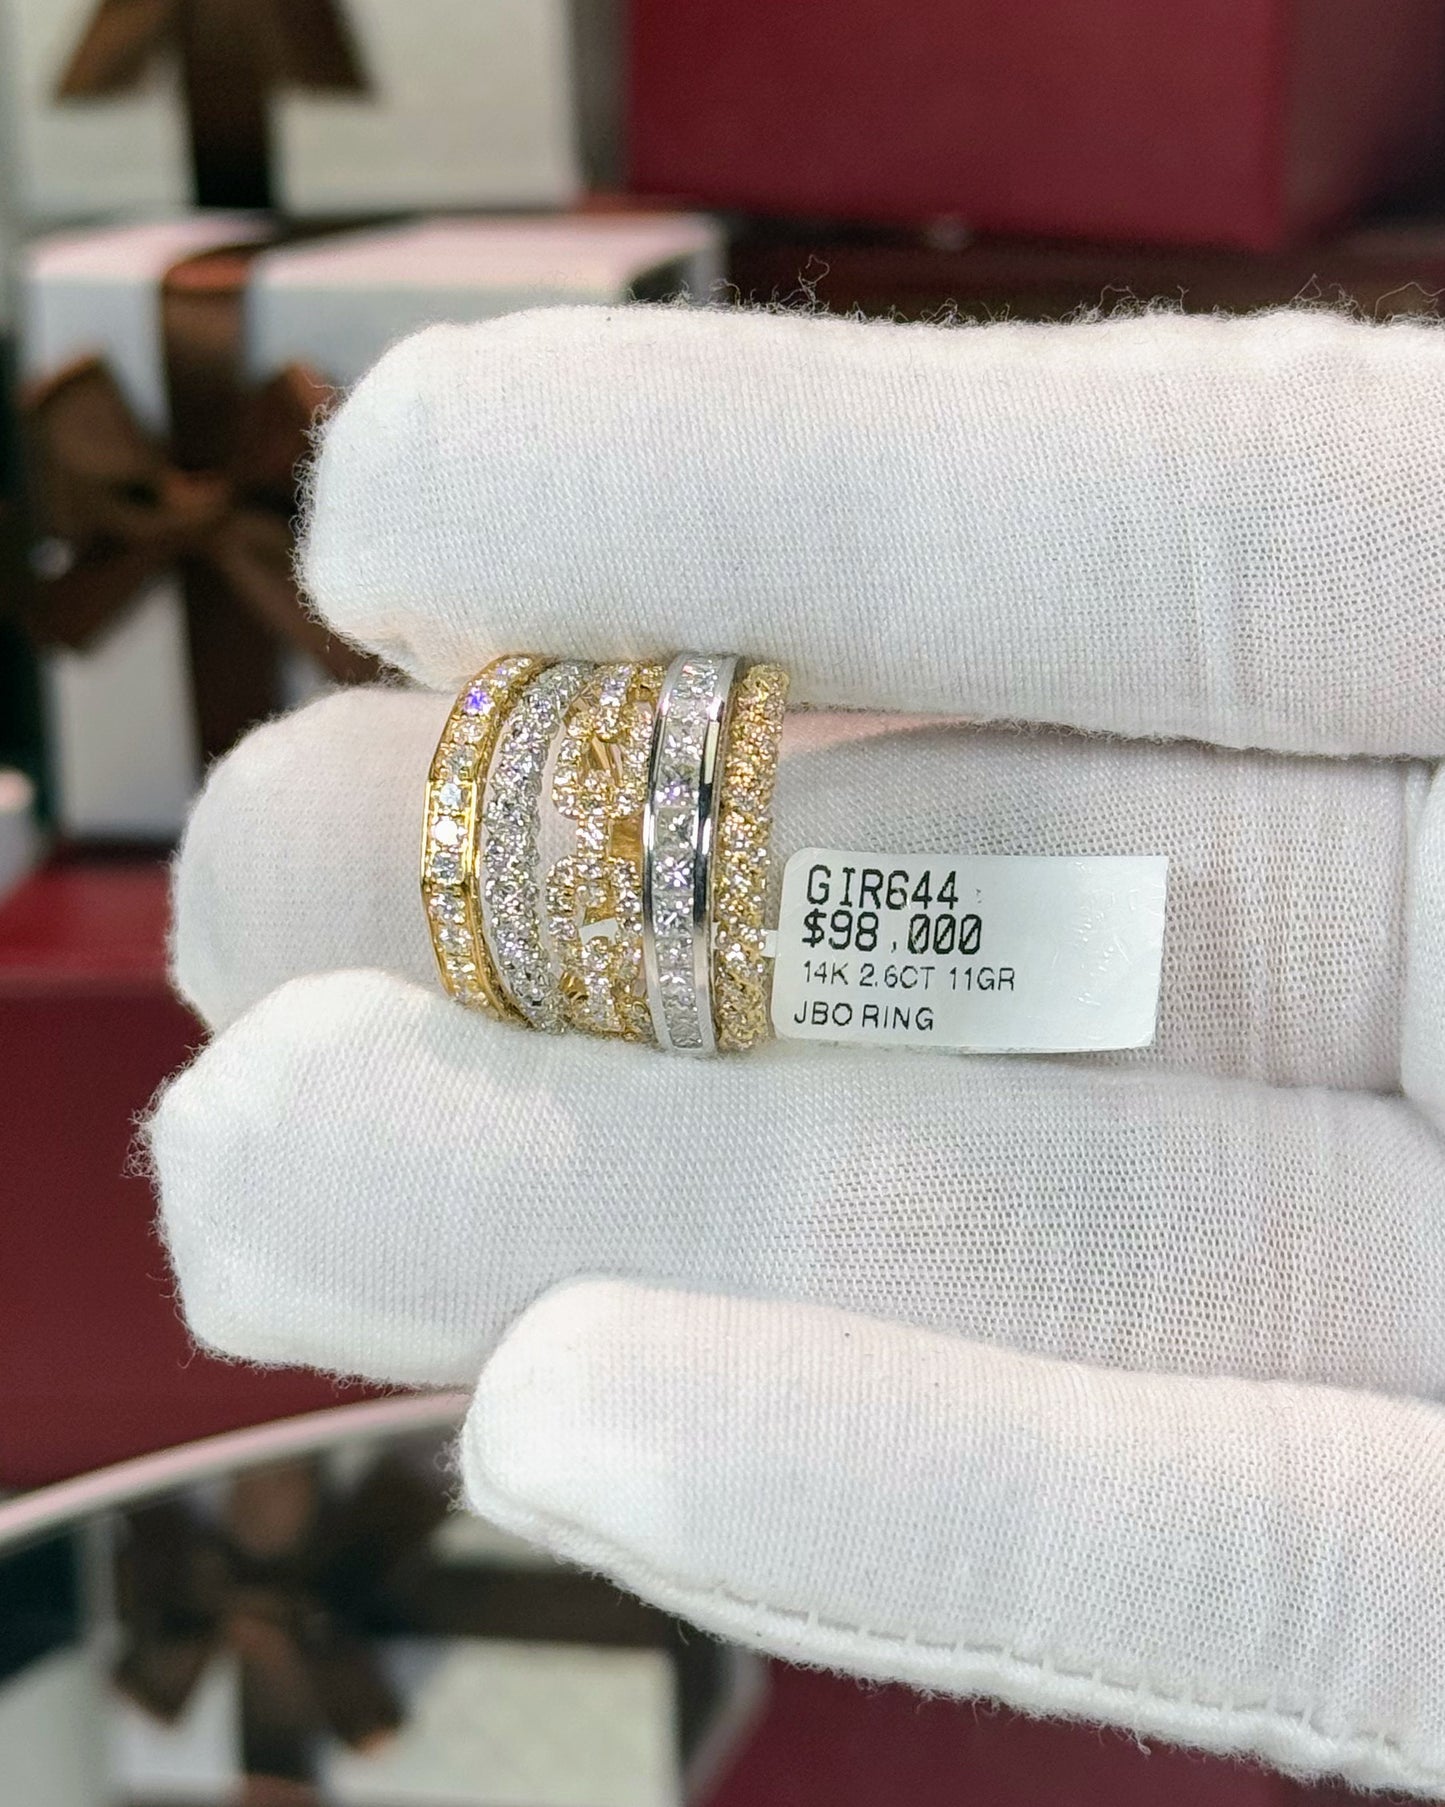 GIR644
$98,000
14K 2.6CT 11GR
JBO RING